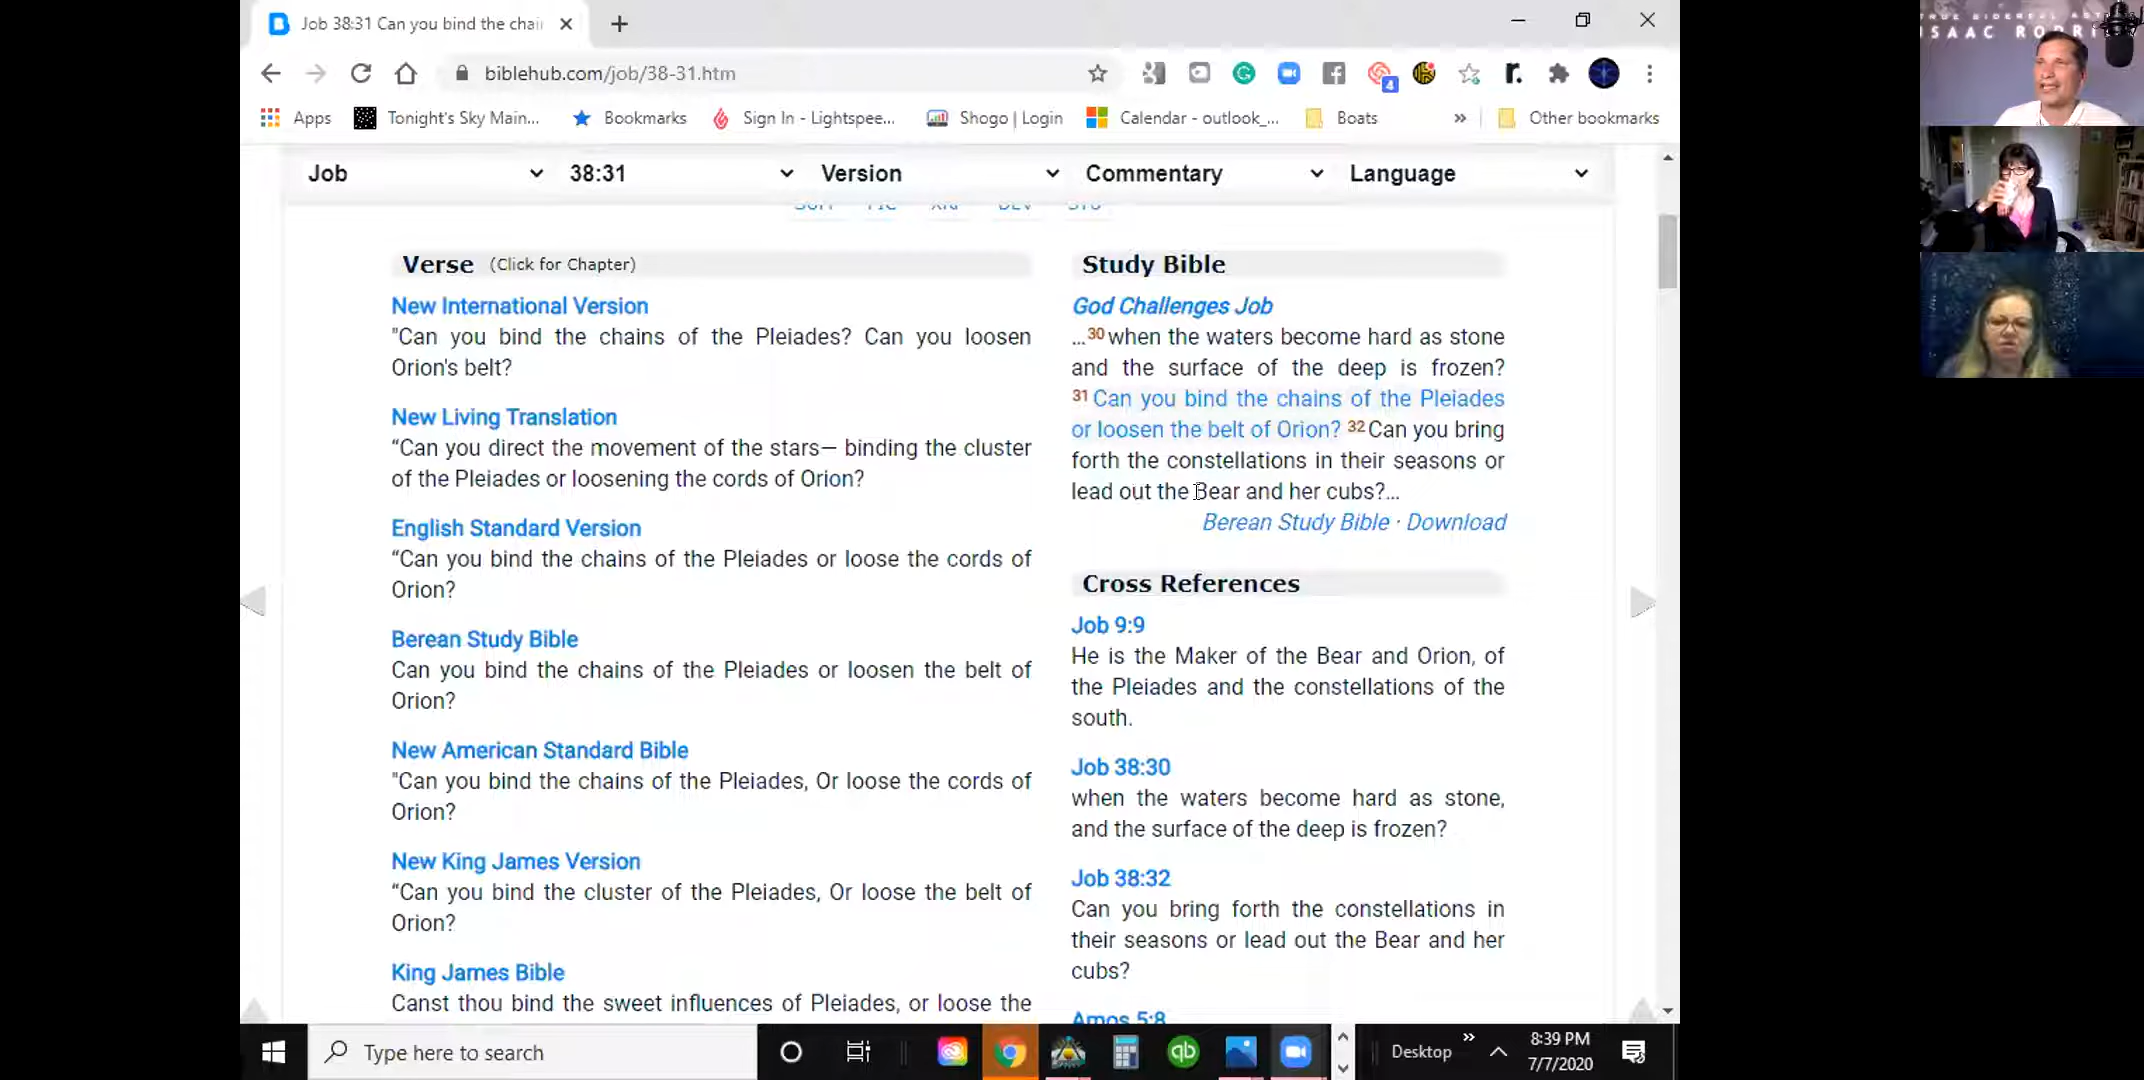 Job 38:31 Can you bind the chai
biblehub.com/job/38-31.htm
4
Apps
Tonight's Sky Main...
Bookmarks
Sign In - Lightspee...
Shogo | Login
Calendar - outlook_...
Boats
»
Other bookmarks
Job
38:31
Version
Commentary
Language
Verse (Click for Chapter)
New International Version
"Can you bind the chains of the Pleiades? Can you loosen
Orion's belt?
New Living Translation
“Can you direct the movement of the stars— binding the cluster
of the Pleiades or loosening the cords of Orion?
English Standard Version
“Can you bind the chains of the Pleiades or loose the cords of
Orion?
Berean Study Bible
Can you bind the chains of the Pleiades or loosen the belt of
Orion?
New American Standard Bible
"Can you bind the chains of the Pleiades, Or loose the cords of
Orion?
New King James Version
“Can you bind the cluster of the Pleiades, Or loose the belt of
Orion?
King James Bible
Canst thou bind the sweet influences of Pleiades, or loose the
Study Bible
God Challenges Job
...30when the waters become hard as stone
and the surface of the deep is frozen?
31Can you bind the chains of the Pleiades
or loosen the belt of Orion? 32Can you bring
forth the constellations in their seasons or
lead out the Bear and her cubs?...
Berean Study Bible · Download
Cross References
Job 9:9
He is the Maker of the Bear and Orion, of
the Pleiades and the constellations of the
south.
Job 38:30
when the waters become hard as stone,
and the surface of the deep is frozen?
Job 38:32
Can you bring forth the constellations in
their seasons or lead out the Bear and her
cubs?
Amos 5:8
Type here to search
qb
Desktop
»
8:39 PM
7/7/2020